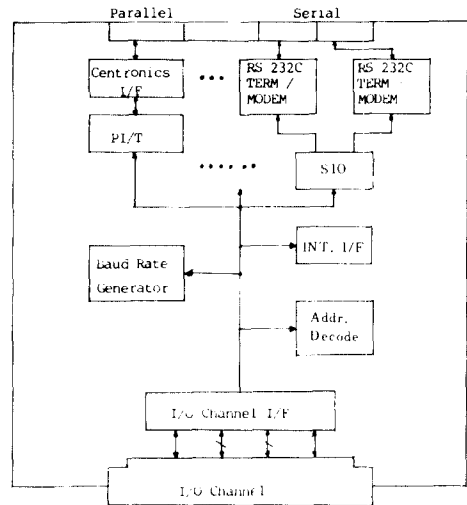 Parallel
Serial
Centronics
I/F
RS 232C
TERM /
MODEM
RS 232C
TERM
MODEM
PI/T
SIO
INT. I/F
Baud Rate
Generator
Addr.
Decode
I/O Channel I/F
I/O Channel